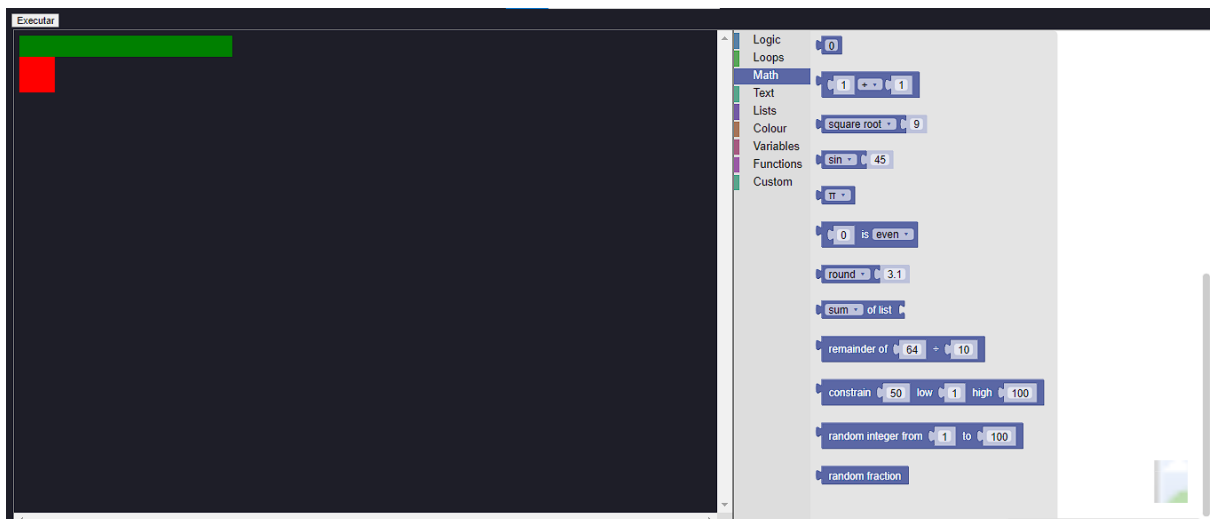 Executar
Logic
Loops
Math
Text
Lists
Colour
Variables
Functions
Custom
0
1 + 1
square root 9
sin 45
π
0 is even
round 3.1
sum of list
remainder of 64 ÷ 10
constrain 50 low 1 high 100
random integer from 1 to 100
random fraction